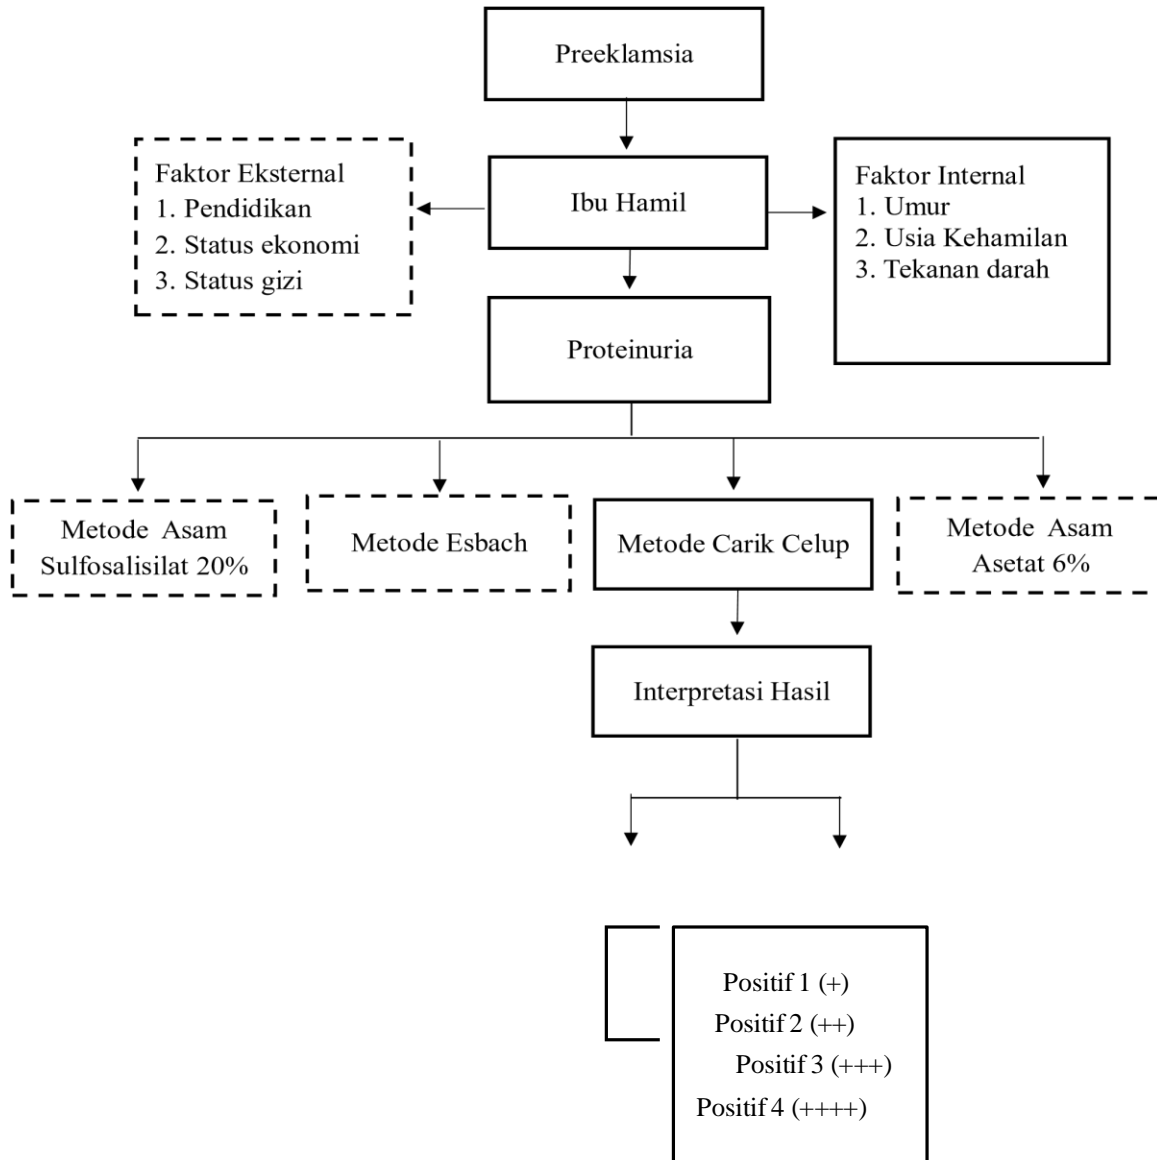 Preeklamsia
Faktor Eksternal
1. Pendidikan
2. Status ekonomi
3. Status gizi
Ibu Hamil
Faktor Internal
1. Umur
2. Usia Kehamilan
3. Tekanan darah
Proteinuria
Metode Asam
Sulfosalisilat 20%
Metode Esbach
Metode Carik Celup
Metode Asam
Asetat 6%
Interpretasi Hasil
Positif 1 (+)
Positif 2 (++)
Positif 3 (+++)
Positif 4 (++++)